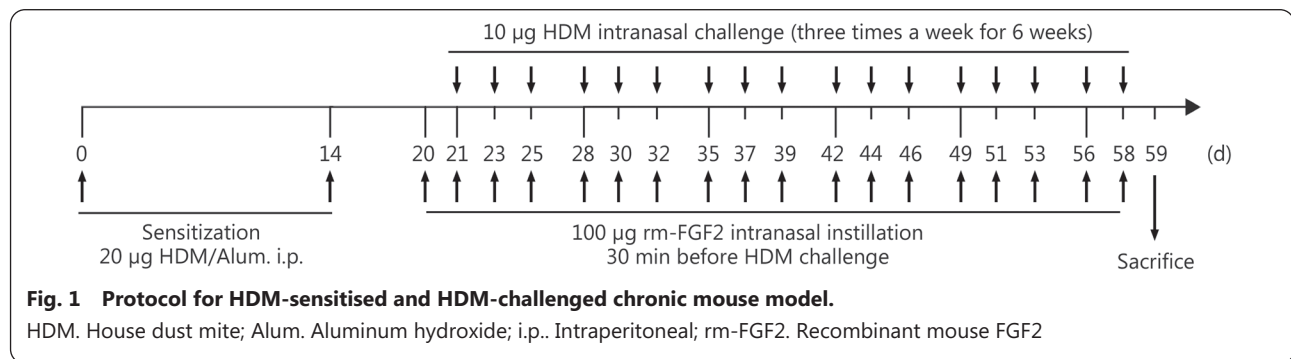 10 μg HDM intranasal challenge (three times a week for 6 weeks)
0 14 20 21 23 25 28 30 32 35 37 39 42 44 46 49 51 53 56 58 59 (d)
Sensitization
20 μg HDM/Alum. i.p.
100 μg rm-FGF2 intranasal instillation
30 min before HDM challenge
Sacrifice
Fig. 1 Protocol for HDM-sensitised and HDM-challenged chronic mouse model.
HDM. House dust mite; Alum. Aluminum hydroxide; i.p.. Intraperitoneal; rm-FGF2. Recombinant mouse FGF2